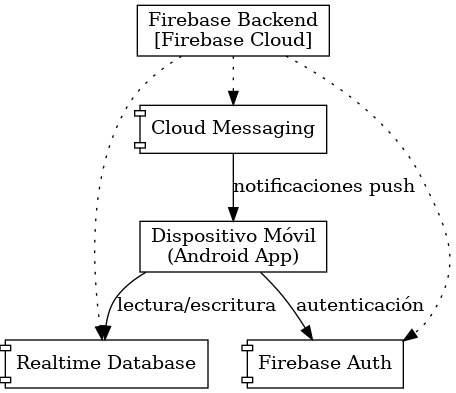 Firebase Backend
[Firebase Cloud]
Cloud Messaging
notificaciones push
Dispositivo Móvil
(Android App)
lectura/escritura
autenticación
Realtime Database
Firebase Auth